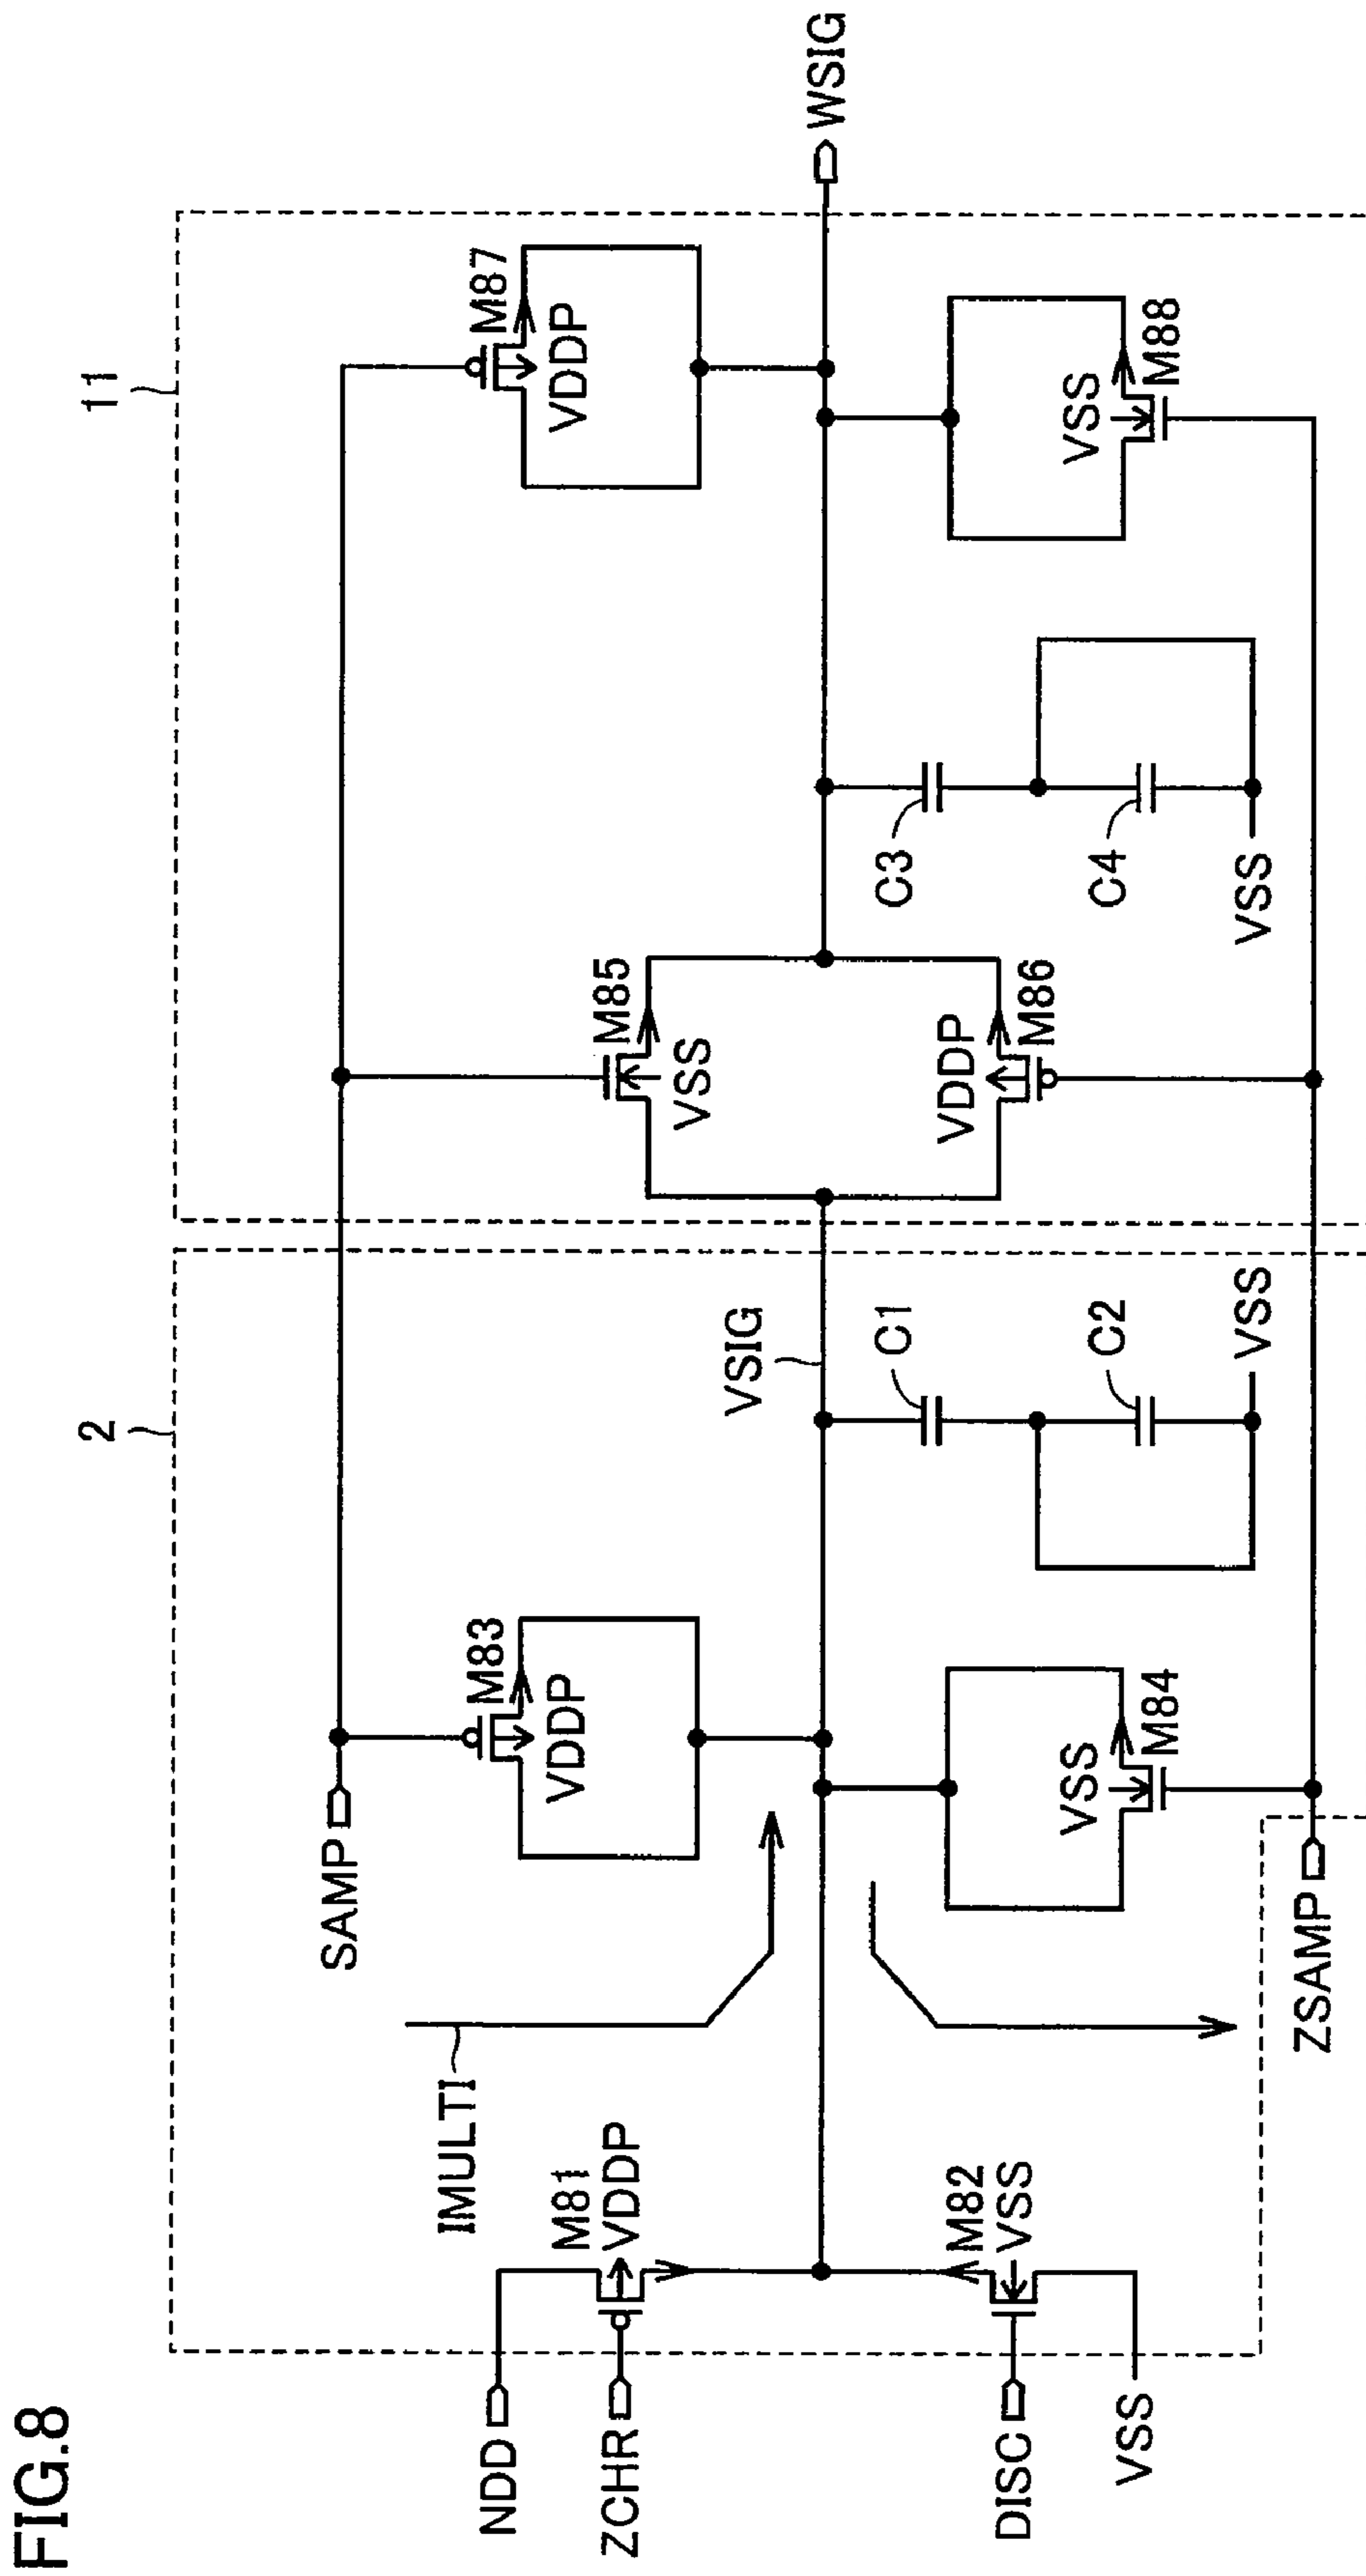 FIG.8
2
11
SAMP
M83
VDDP
M87
VDDP
M85
VSS
IMULTI
NDD
M81
VDDP
ZCHR
VSIG
WSIG
C1
C3
M82
VSS
DISC
VSS
VSS
M84
C2
VSS
VDDP
M86
C4
VSS
VSS
M88
ZSAMP